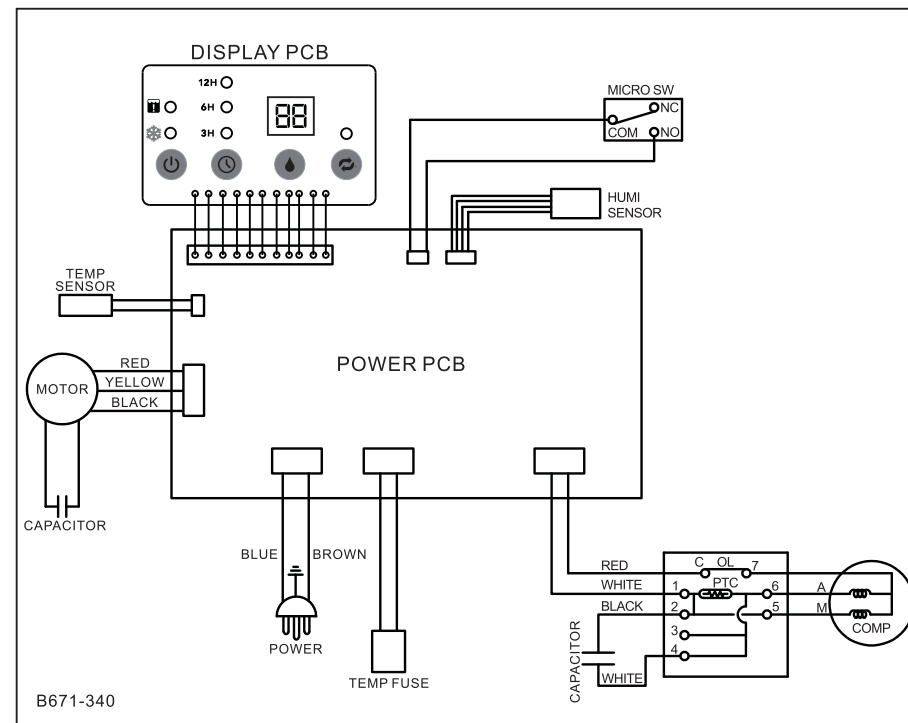 DISPLAY PCB
12H
6H
3H
88
MICRO SW
NC
COM
NO
HUMI
SENSOR
TEMP
SENSOR
POWER PCB
RED
YELLOW
BLACK
MOTOR
CAPACITOR
BLUE
BROWN
POWER
TEMP FUSE
RED
WHITE
BLACK
WHITE
CAPACITOR
C OL 7
1 PTC 6
2 5
3
4
A
M
COMP
B671-340